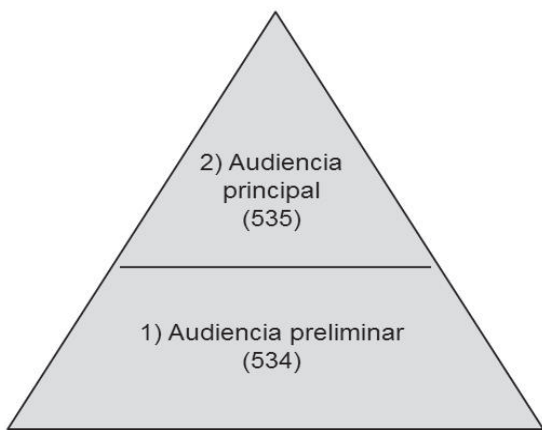 2) Audiencia
principal
(535)
1) Audiencia preliminar
(534)